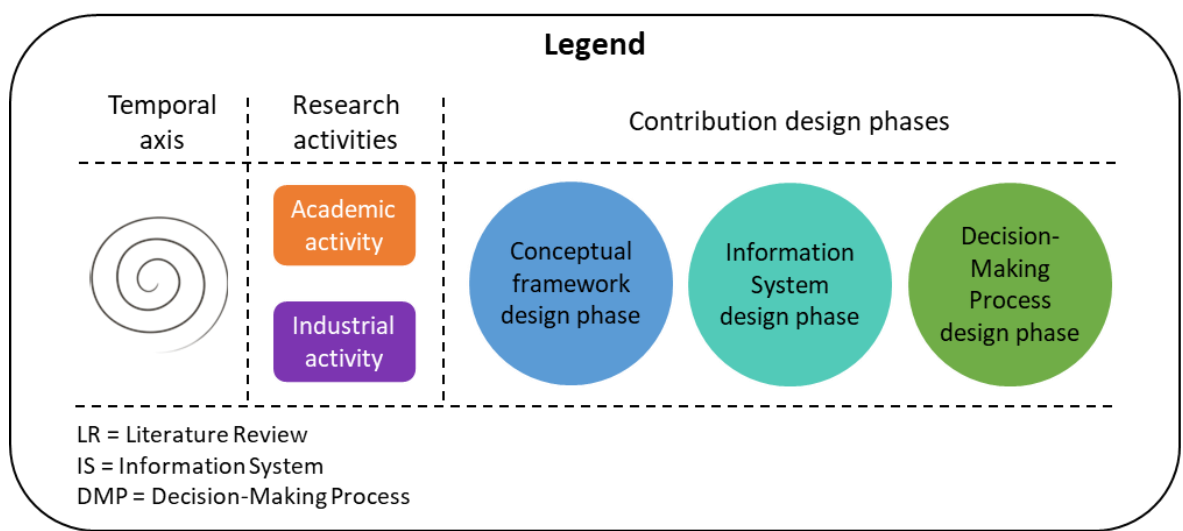 Legend
Temporal
axis
Research
activities
Contribution design phases
Academic
activity
Industrial
activity
Conceptual
framework
design phase
Information
System
design phase
Decision-
Making
Process
design phase
LR = Literature Review
IS = Information System
DMP = Decision-Making Process